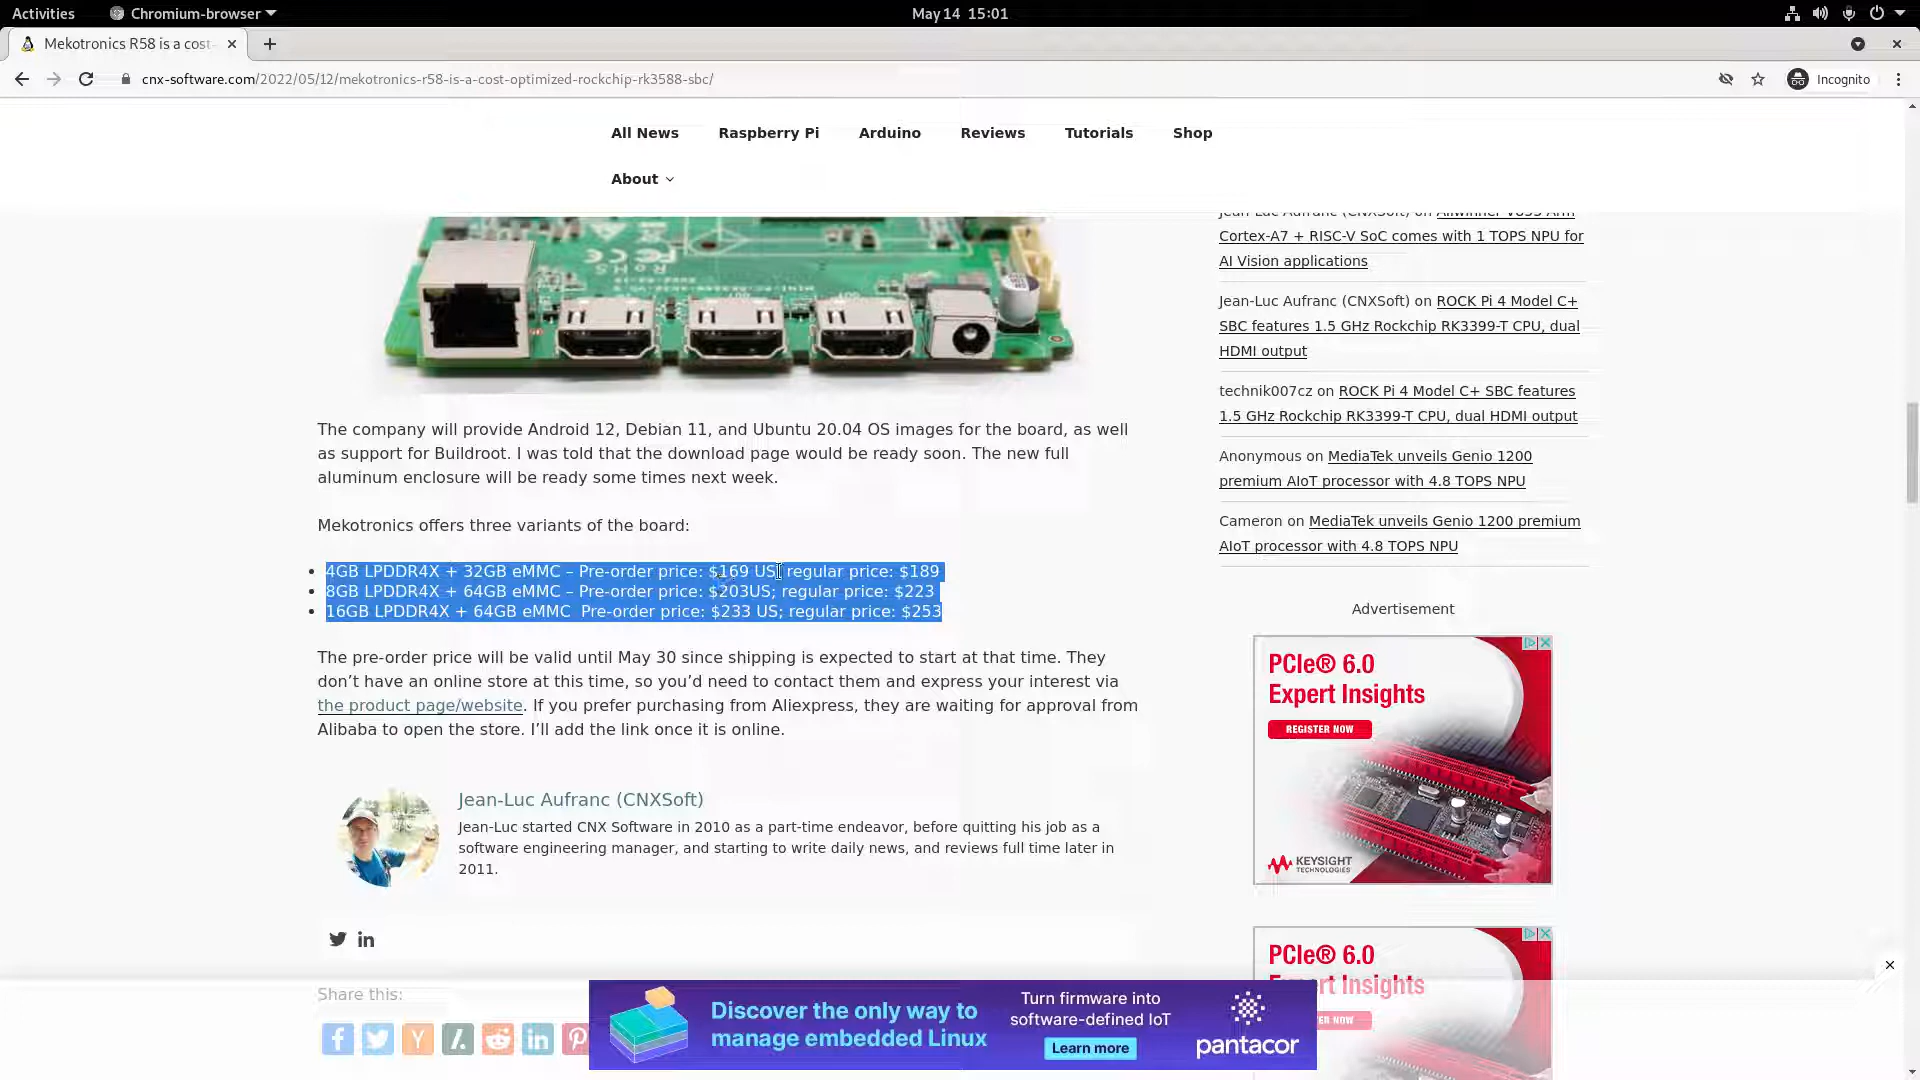 Activities
Chromium-browser
May 14 15:01
Mekotronics R58 is a cost-
cnx-software.com/2022/05/12/mekotronics-r58-is-a-cost-optimized-rockchip-rk3588-sbc/
Incognito
All News
Raspberry Pi
Arduino
Reviews
Tutorials
Shop
About
RoHS
The company will provide Android 12, Debian 11, and Ubuntu 20.04 OS images for the board, as well
as support for Buildroot. I was told that the download page would be ready soon. The new full
aluminum enclosure will be ready some times next week.
Mekotronics offers three variants of the board:
4GB LPDDR4X + 32GB eMMC – Pre-order price: $169 US; regular price: $189
8GB LPDDR4X + 64GB eMMC – Pre-order price: $203US; regular price: $223
16GB LPDDR4X + 64GB eMMC  Pre-order price: $233 US; regular price: $253
The pre-order price will be valid until May 30 since shipping is expected to start at that time. They
don’t have an online store at this time, so you’d need to contact them and express your interest via
the product page/website. If you prefer purchasing from Aliexpress, they are waiting for approval from
Alibaba to open the store. I’ll add the link once it is online.
Jean-Luc Aufranc (CNXSoft)
Jean-Luc started CNX Software in 2010 as a part-time endeavor, before quitting his job as a
software engineering manager, and starting to write daily news, and reviews full time later in
2011.
Share this:
Jean-Luc Aufranc (CNXSoft) on Allwinner V853 Arm
Cortex-A7 + RISC-V SoC comes with 1 TOPS NPU for
AI Vision applications
Jean-Luc Aufranc (CNXSoft) on ROCK Pi 4 Model C+
SBC features 1.5 GHz Rockchip RK3399-T CPU, dual
HDMI output
technik007cz on ROCK Pi 4 Model C+ SBC features
1.5 GHz Rockchip RK3399-T CPU, dual HDMI output
Anonymous on MediaTek unveils Genio 1200
premium AIoT processor with 4.8 TOPS NPU
Cameron on MediaTek unveils Genio 1200 premium
AIoT processor with 4.8 TOPS NPU
Advertisement
PCIe® 6.0
Expert Insights
REGISTER NOW
KEYSIGHT
TECHNOLOGIES
PCIe® 6.0
Expert Insights
ER NOW
Discover the only way to
manage embedded Linux
Turn firmware into
software-defined IoT
Learn more
pantacor